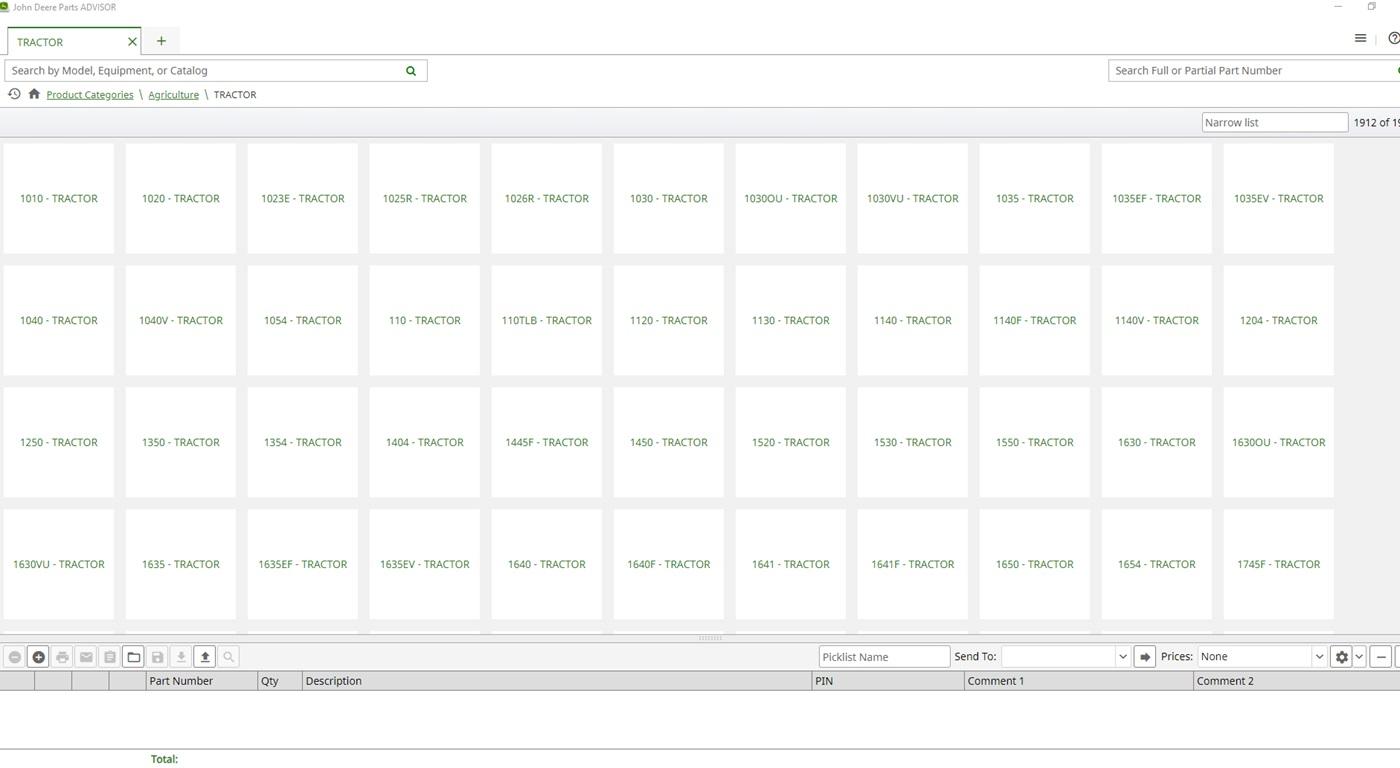 John Deere Parts ADVISOR
TRACTOR
Search by Model, Equipment, or Catalog
Search Full or Partial Part Number
Product Categories \ Agriculture \ TRACTOR
Narrow list 1912 of 19
1010 - TRACTOR 1020 - TRACTOR 1023E - TRACTOR 1025R - TRACTOR 1026R - TRACTOR 1030 - TRACTOR 1030OU - TRACTOR 1030VU - TRACTOR 1035 - TRACTOR 1035EF - TRACTOR 1035EV - TRACTOR
1040 - TRACTOR 1040V - TRACTOR 1054 - TRACTOR 110 - TRACTOR 110TLB - TRACTOR 1120 - TRACTOR 1130 - TRACTOR 1140 - TRACTOR 1140F - TRACTOR 1140V - TRACTOR 1204 - TRACTOR
1250 - TRACTOR 1350 - TRACTOR 1354 - TRACTOR 1404 - TRACTOR 1445F - TRACTOR 1450 - TRACTOR 1520 - TRACTOR 1530 - TRACTOR 1550 - TRACTOR 1630 - TRACTOR 1630OU - TRACTOR
1630VU - TRACTOR 1635 - TRACTOR 1635EF - TRACTOR 1635EV - TRACTOR 1640 - TRACTOR 1640F - TRACTOR 1641 - TRACTOR 1641F - TRACTOR 1650 - TRACTOR 1654 - TRACTOR 1745F - TRACTOR
Picklist Name Send To: Prices: None
Part Number Qty Description PIN Comment 1 Comment 2
Total: